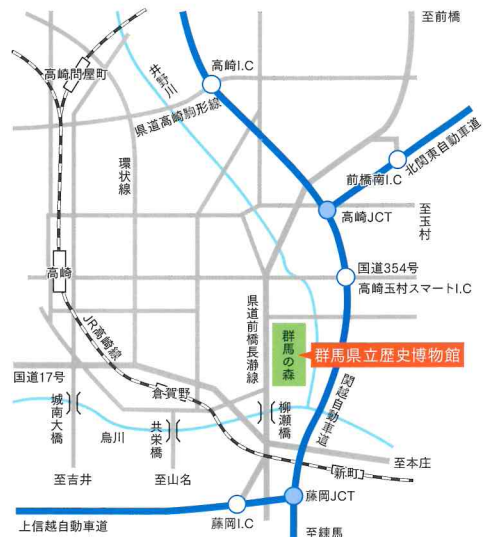 至前橋
高崎I.C
高崎問屋町
井野川
県道高崎駒形線
北関東自動車道
前橋南I.C
環状線
高崎JCT
至玉村
高崎
国道354号
高崎玉村スマートI.C
県道前橋長瀞線
群馬の森
群馬県立歴史博物館
JR高崎線
関越自動車道
国道17号
倉賀野
城南大橋
共栄橋
柳瀬橋
烏川
至本庄
至吉井
至山名
新町
藤岡JCT
藤岡I.C
上信越自動車道
至練馬